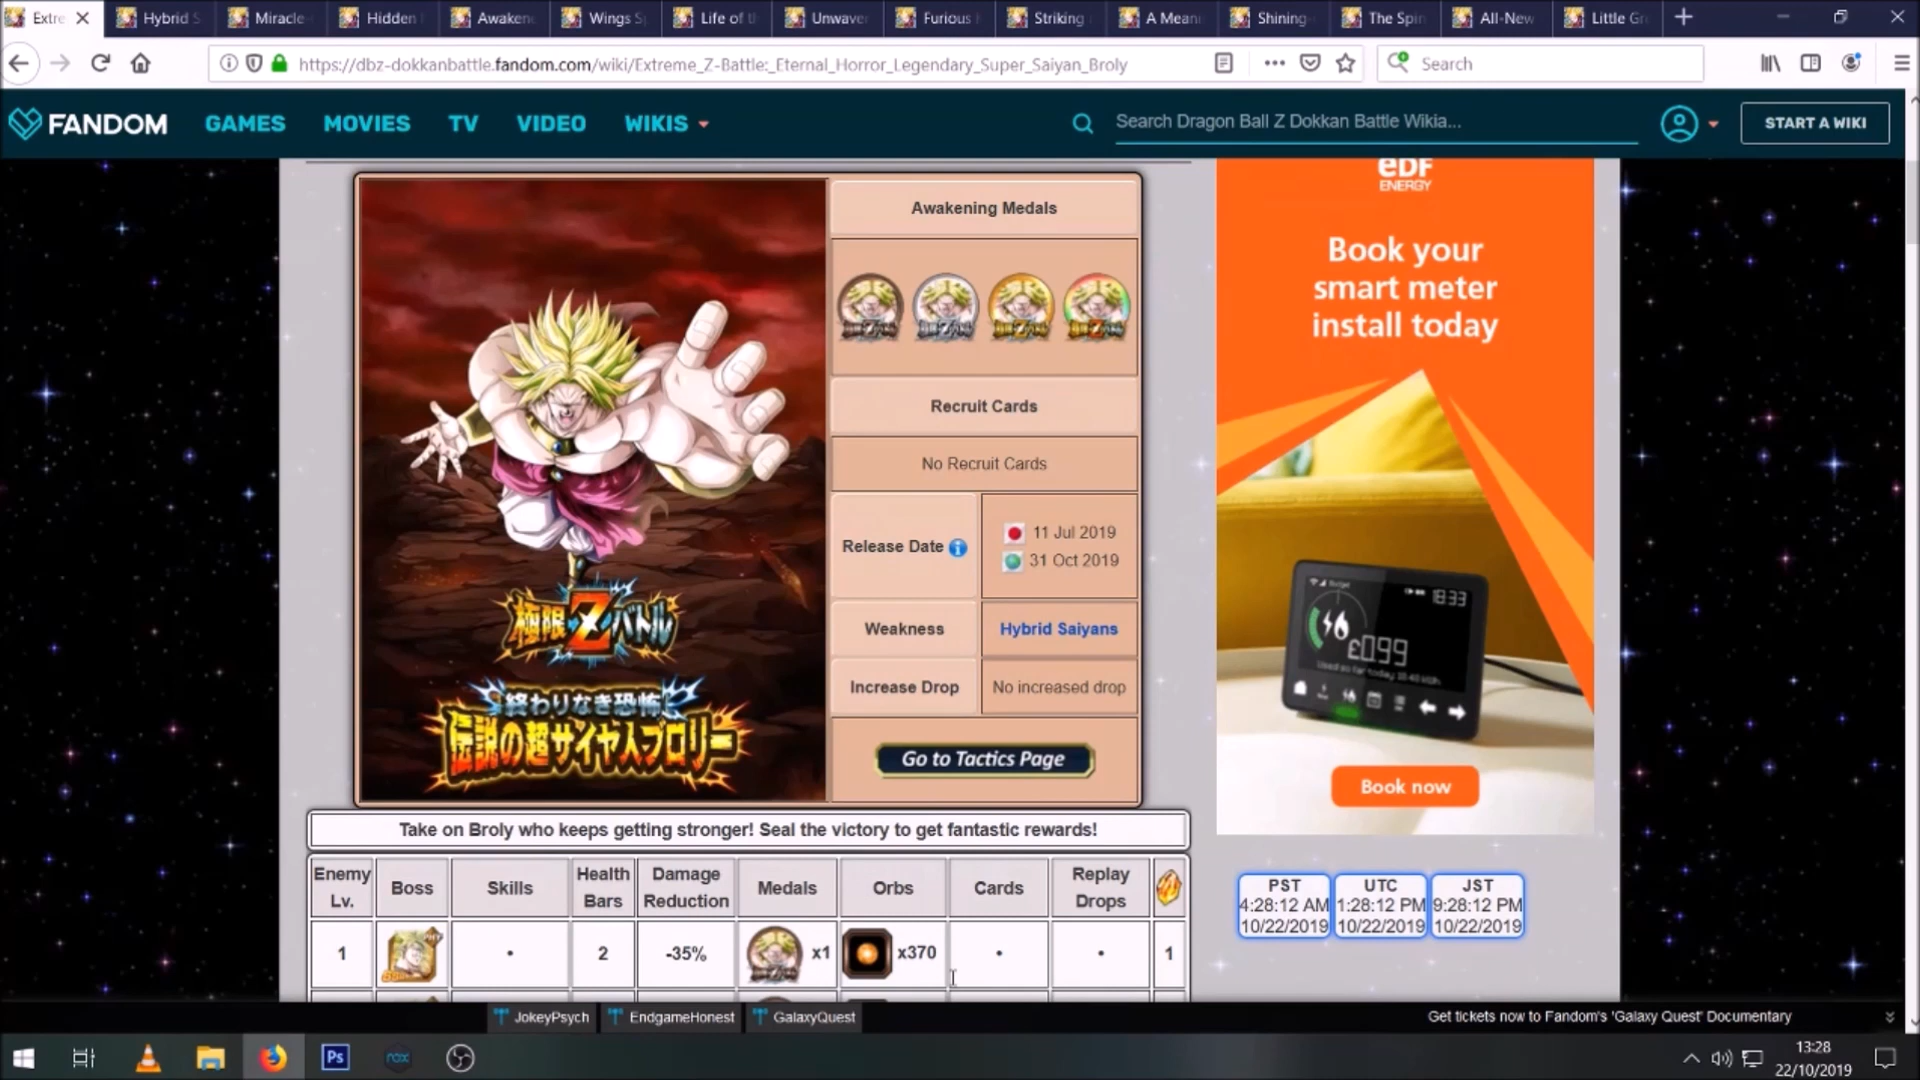 Extre
Hybrid S
Miracle-
Hidden
Awaken
Wings S
Life of t
Unwave
Furious
Striking
A Meani
Shining-
The Spi
All-New
Little Gr
https://dbz-dokkanbattle.fandom.com/wiki/Extreme_Z-Battle:_Eternal_Horror_Legendary_Super_Saiyan_Broly
Search
FANDOM
GAMES
MOVIES
TV
VIDEO
WIKIS
Search Dragon Ball Z Dokkan Battle Wikia...
START A WIKI
極限Zバトル
終わりなき恐怖
伝説の超サイヤ人ブロリー
Awakening Medals
Recruit Cards
No Recruit Cards
Release Date
11 Jul 2019
31 Oct 2019
Weakness
Hybrid Saiyans
Increase Drop
No increased drop
Go to Tactics Page
eDF
ENERGY
Book your
smart meter
install today
Budget
18:33
£0.99
Book now
Take on Broly who keeps getting stronger! Seal the victory to get fantastic rewards!
Enemy Lv.
Boss
Skills
Health Bars
Damage Reduction
Medals
Orbs
Cards
Replay Drops
1
PHY
2
-35%
x1
x370
1
PST
4:28:12 AM
10/22/2019
UTC
1:28:12 PM
10/22/2019
JST
9:28:12 PM
10/22/2019
JokeyPsych
EndgameHonest
GalaxyQuest
Get tickets now to Fandom's 'Galaxy Quest' Documentary
Ps
nox
13:28
22/10/2019